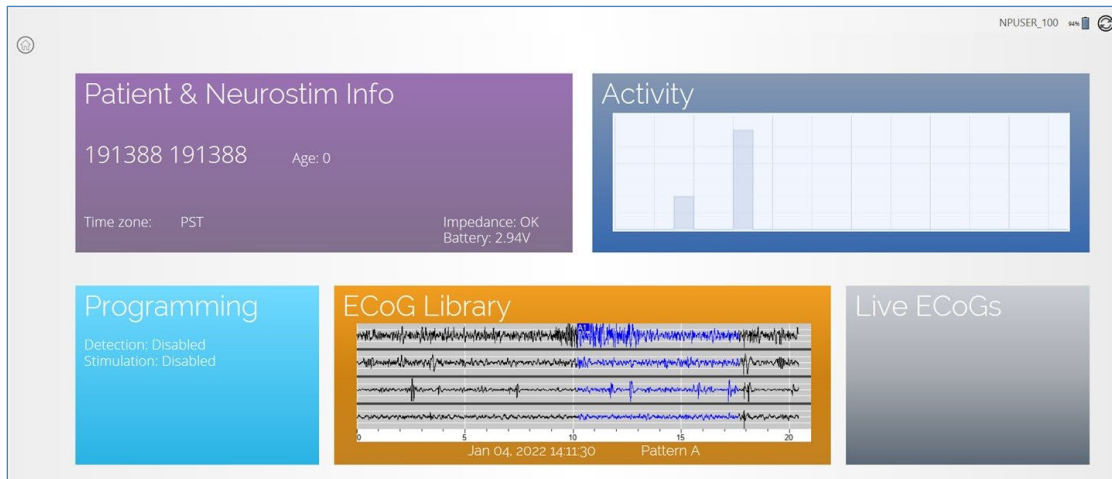 NPUSER_100 94%
Patient & Neurostim Info
191388 191388 Age: 0
Time zone: PST
Impedance: OK
Battery: 2.94V
Activity
Programming
Detection: Disabled
Stimulation: Disabled
ECoG Library
A1
0 5 10 15 20
Jan 04, 2022 14:11:30 Pattern A
Live ECoGs